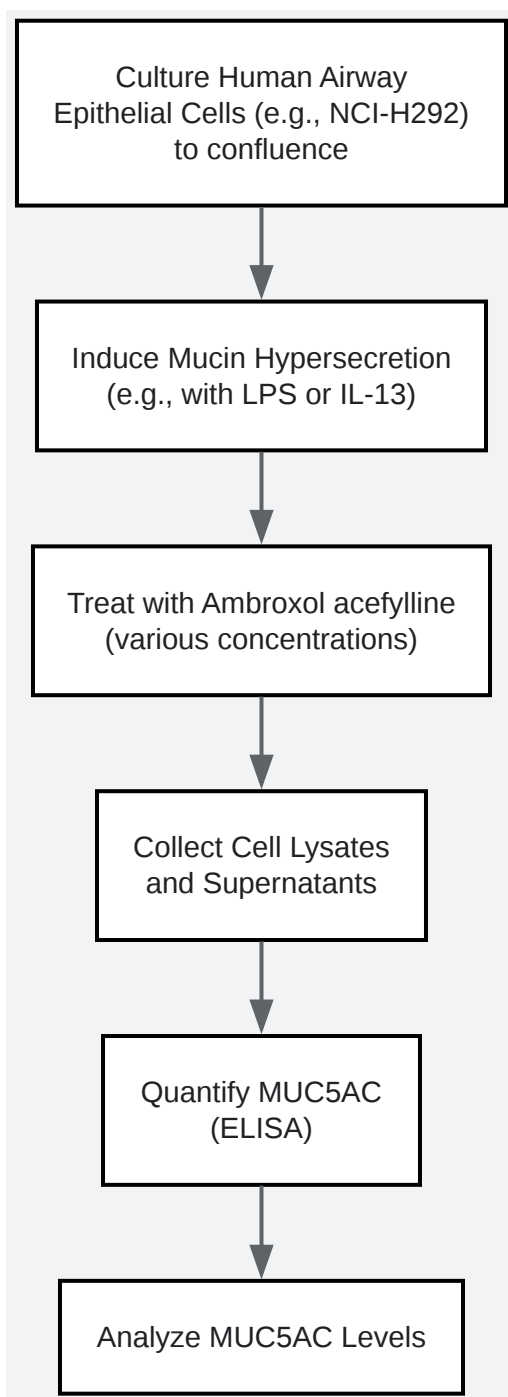 Culture Human Airway
Epithelial Cells (e.g., NCI-H292)
to confluence
Induce Mucin Hypersecretion
(e.g., with LPS or IL-13)
Treat with Ambroxol acefylline
(various concentrations)
Collect Cell Lysates
and Supernatants
Quantify MUC5AC
(ELISA)
Analyze MUC5AC Levels